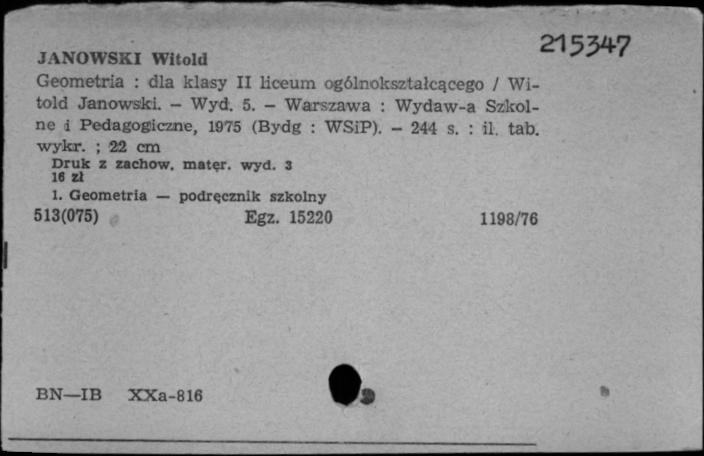 215347
JANOWSKI Witold
Geometria : dla klasy II liceum ogólnokształcącego / Wi-
told Janowski. — Wyd. 5. — Warszawa : Wydaw-a Szkol-
ne i Pedagogiczne, 1975 (Bydg : WSiP). — 244 s. : il. tab.
wykr. ; 22 cm
Druk z zachow. matęr. wyd. 3
16 zł
1. Geometria — podręcznik szkolny
513(075) Egz. 15220 1198/76
BN—IB XXa-816